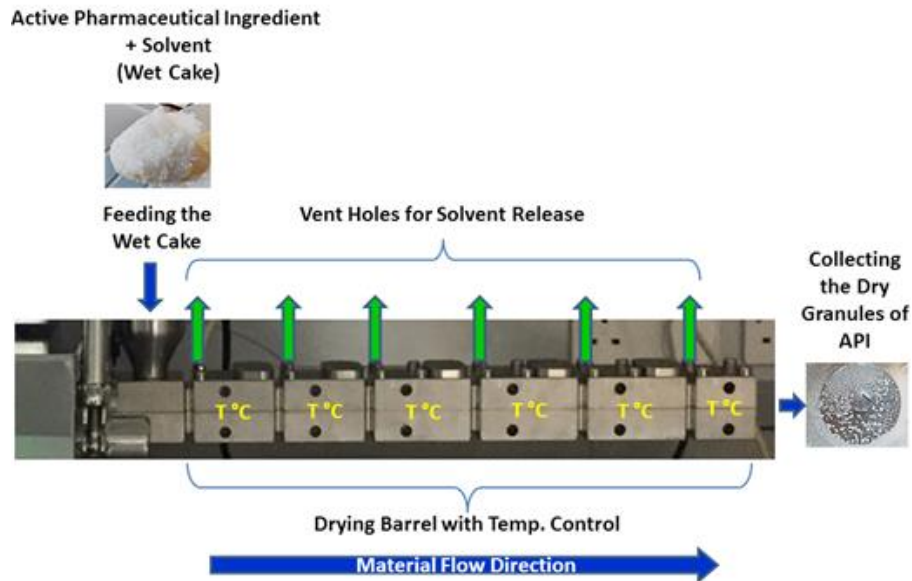 Active Pharmaceutical Ingredient
+ Solvent
(Wet Cake)
Feeding the
Wet Cake
Vent Holes for Solvent Release
Collecting
the Dry
Granules of
API
T °C T °C T °C T °C T °C T °C
Drying Barrel with Temp. Control
Material Flow Direction